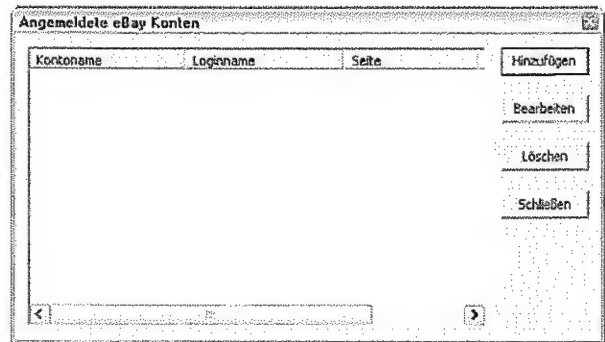 Angemeldete eBay Konten
Kontoname Loginname Seite
Hinzufügen
Bearbeiten
Löschen
Schließen